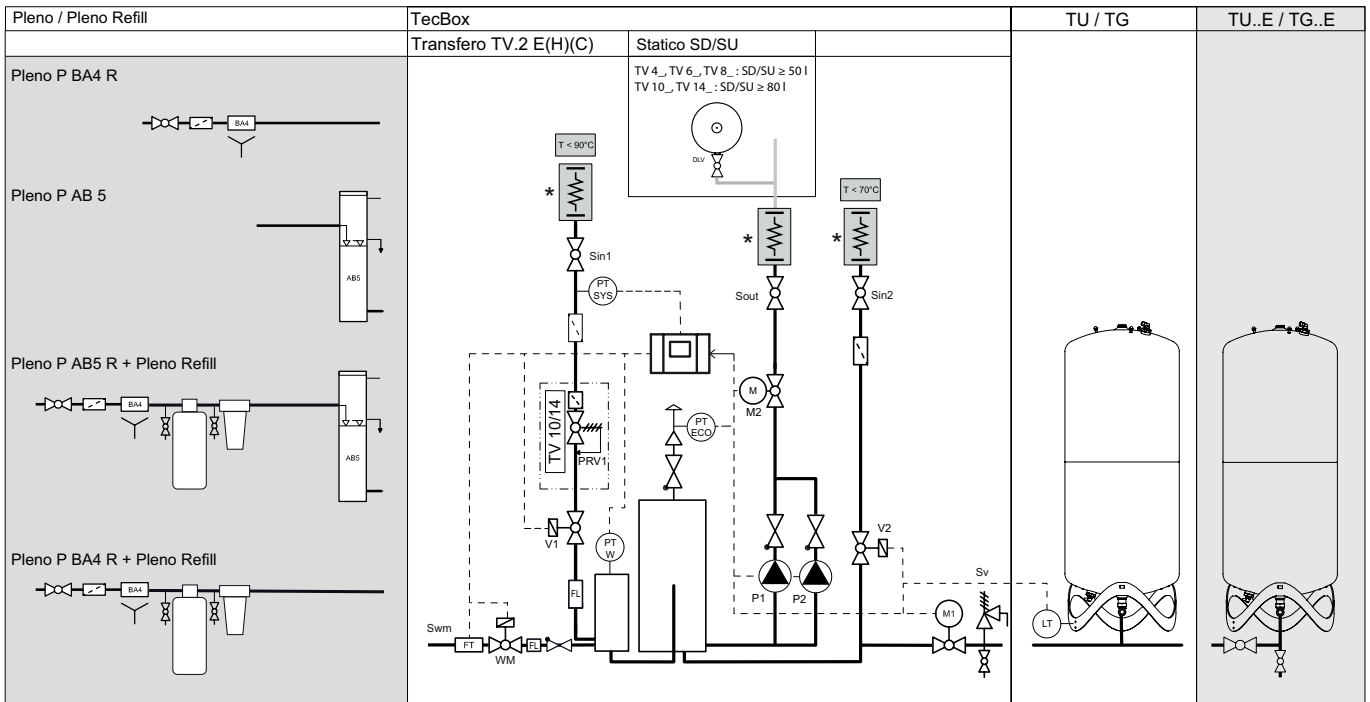 Pleno / Pleno Refill
TecBox
TU / TG
TU..E / TG..E
Transfero TV.2 E(H)(C)
Statico SD/SU
Pleno P BA4 R
BA4
Pleno P AB 5
AB5
Pleno P AB5 R + Pleno Refill
BA4
AB5
Pleno P BA4 R + Pleno Refill
BA4
TV 4_, TV 6_, TV 8_ : SD/SU ≥ 50 l
TV 10_, TV 14_ : SD/SU ≥ 80 l
DLV
T < 90°C
T < 70°C
*
*
*
Sin1
PT
SYS
Sout
Sin2
M
M2
PT
ECO
TV 10/14
PRV1
V1
PT
W
V2
FL
P1
P2
Sv
M1
LT
Swm
FT
WM
FL